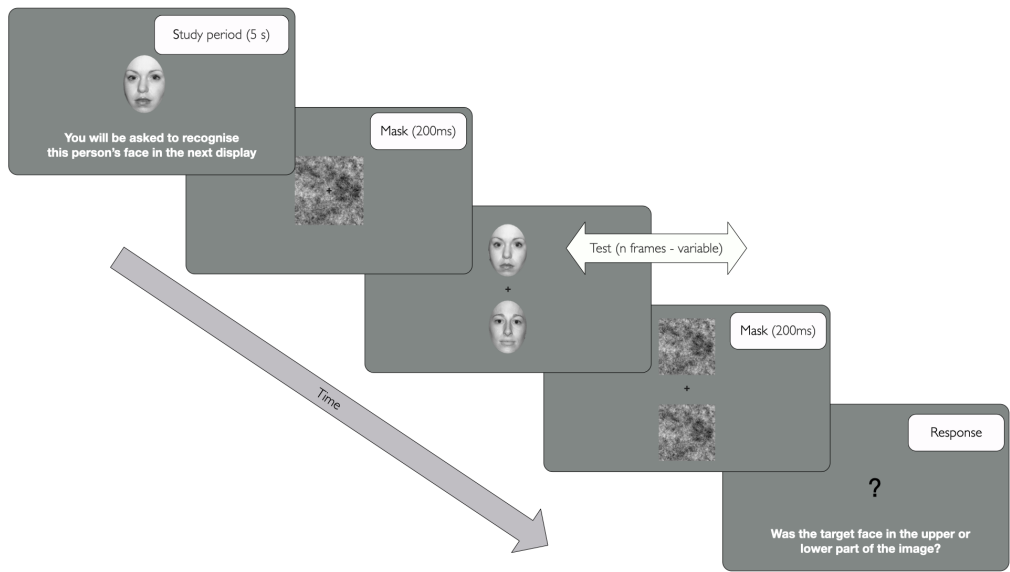 Study period (5 s)
You will be asked to recognise
this person's face in the next display
Mask (200ms)
+
+
Test (n frames - variable)
Mask (200ms)
+
Time
Response
?
Was the target face in the upper or
lower part of the image?